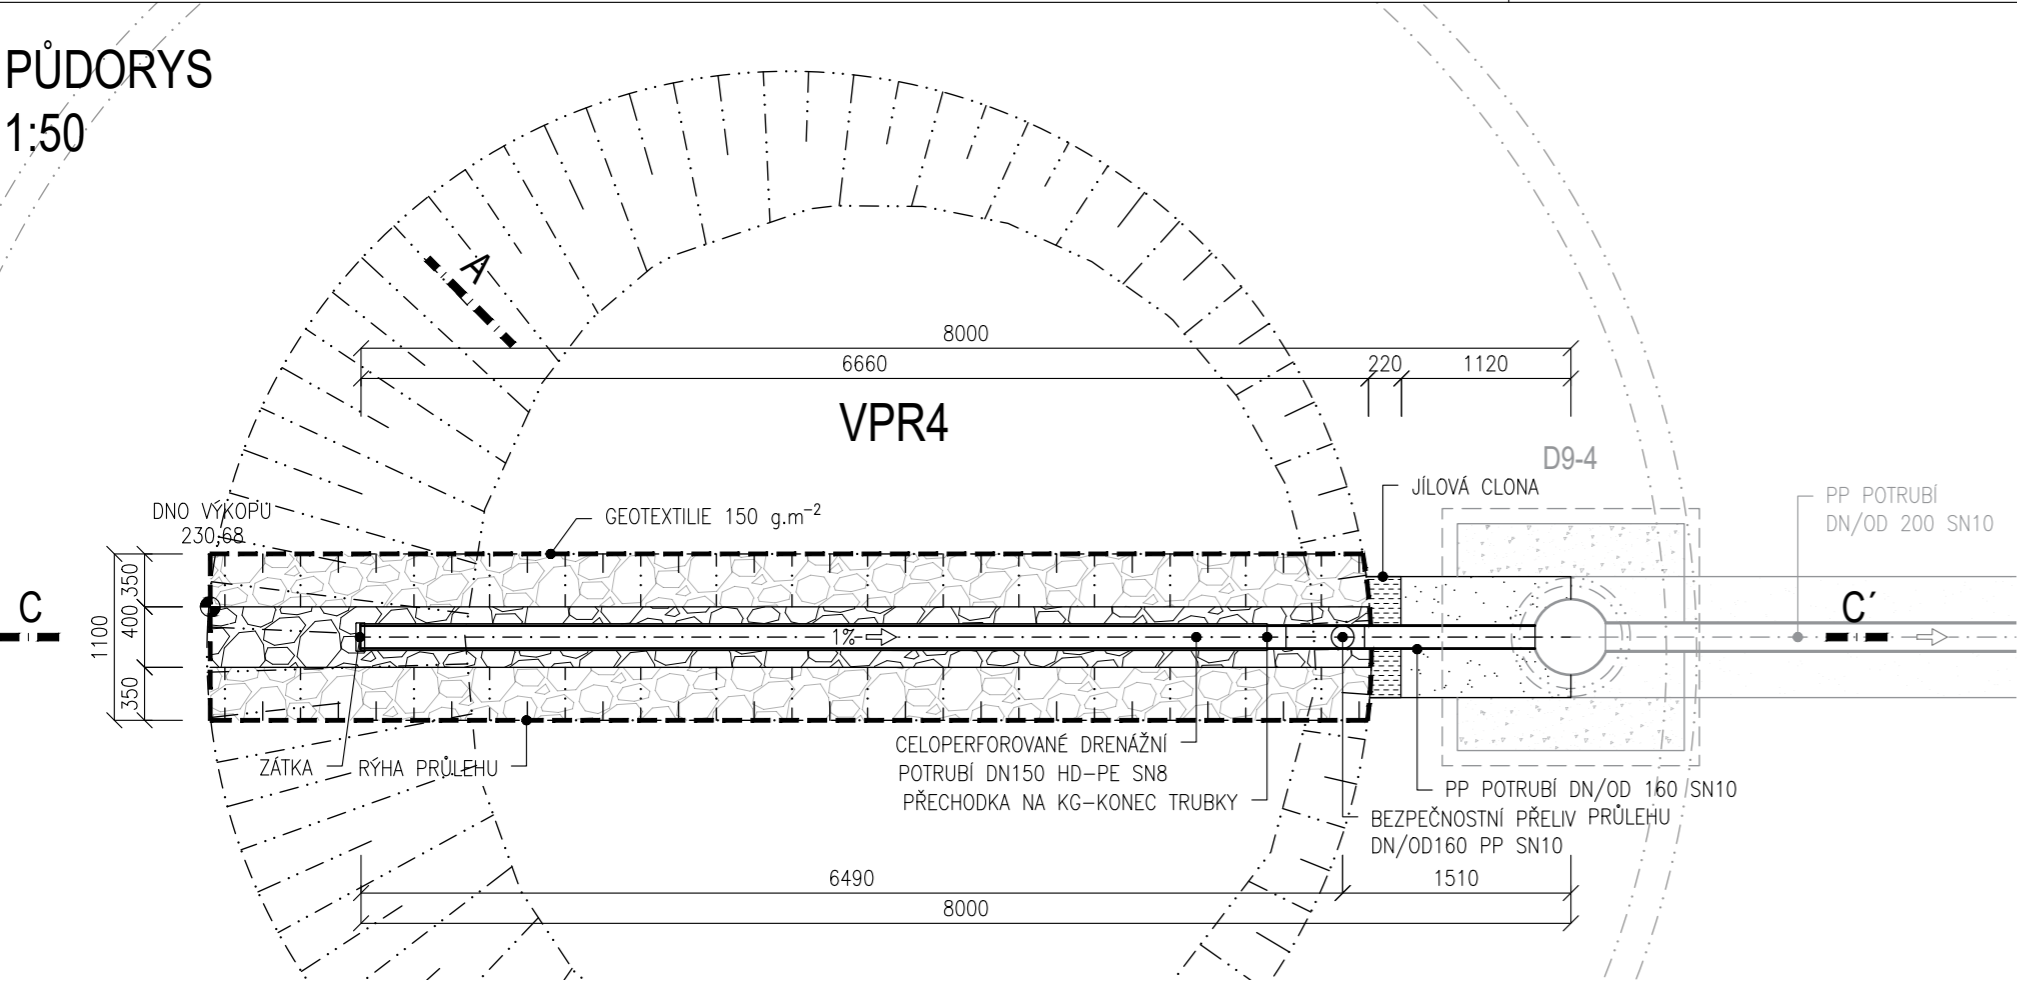 PŮDORYS
1:50
A
8000
6660
220
1120
VPR4
D9-4
JÍLOVÁ CLONA
PP POTRUBÍ
DN/OD 200 SN10
DNO VÝKOPU
230,68
GEOTEXTILIE 150 g.m⁻²
350
400
350
1100
C
C´
1%
ZÁTKA
RÝHA PRŮLEHU
CELOPERFOROVANÉ DRENÁŽNÍ
POTRUBÍ DN150 HD-PE SN8
PŘECHODKA NA KG-KONEC TRUBKY
PP POTRUBÍ DN/OD 160 SN10
BEZPEČNOSTNÍ PŘELIV PRŮLEHU
DN/OD160 PP SN10
6490
1510
8000